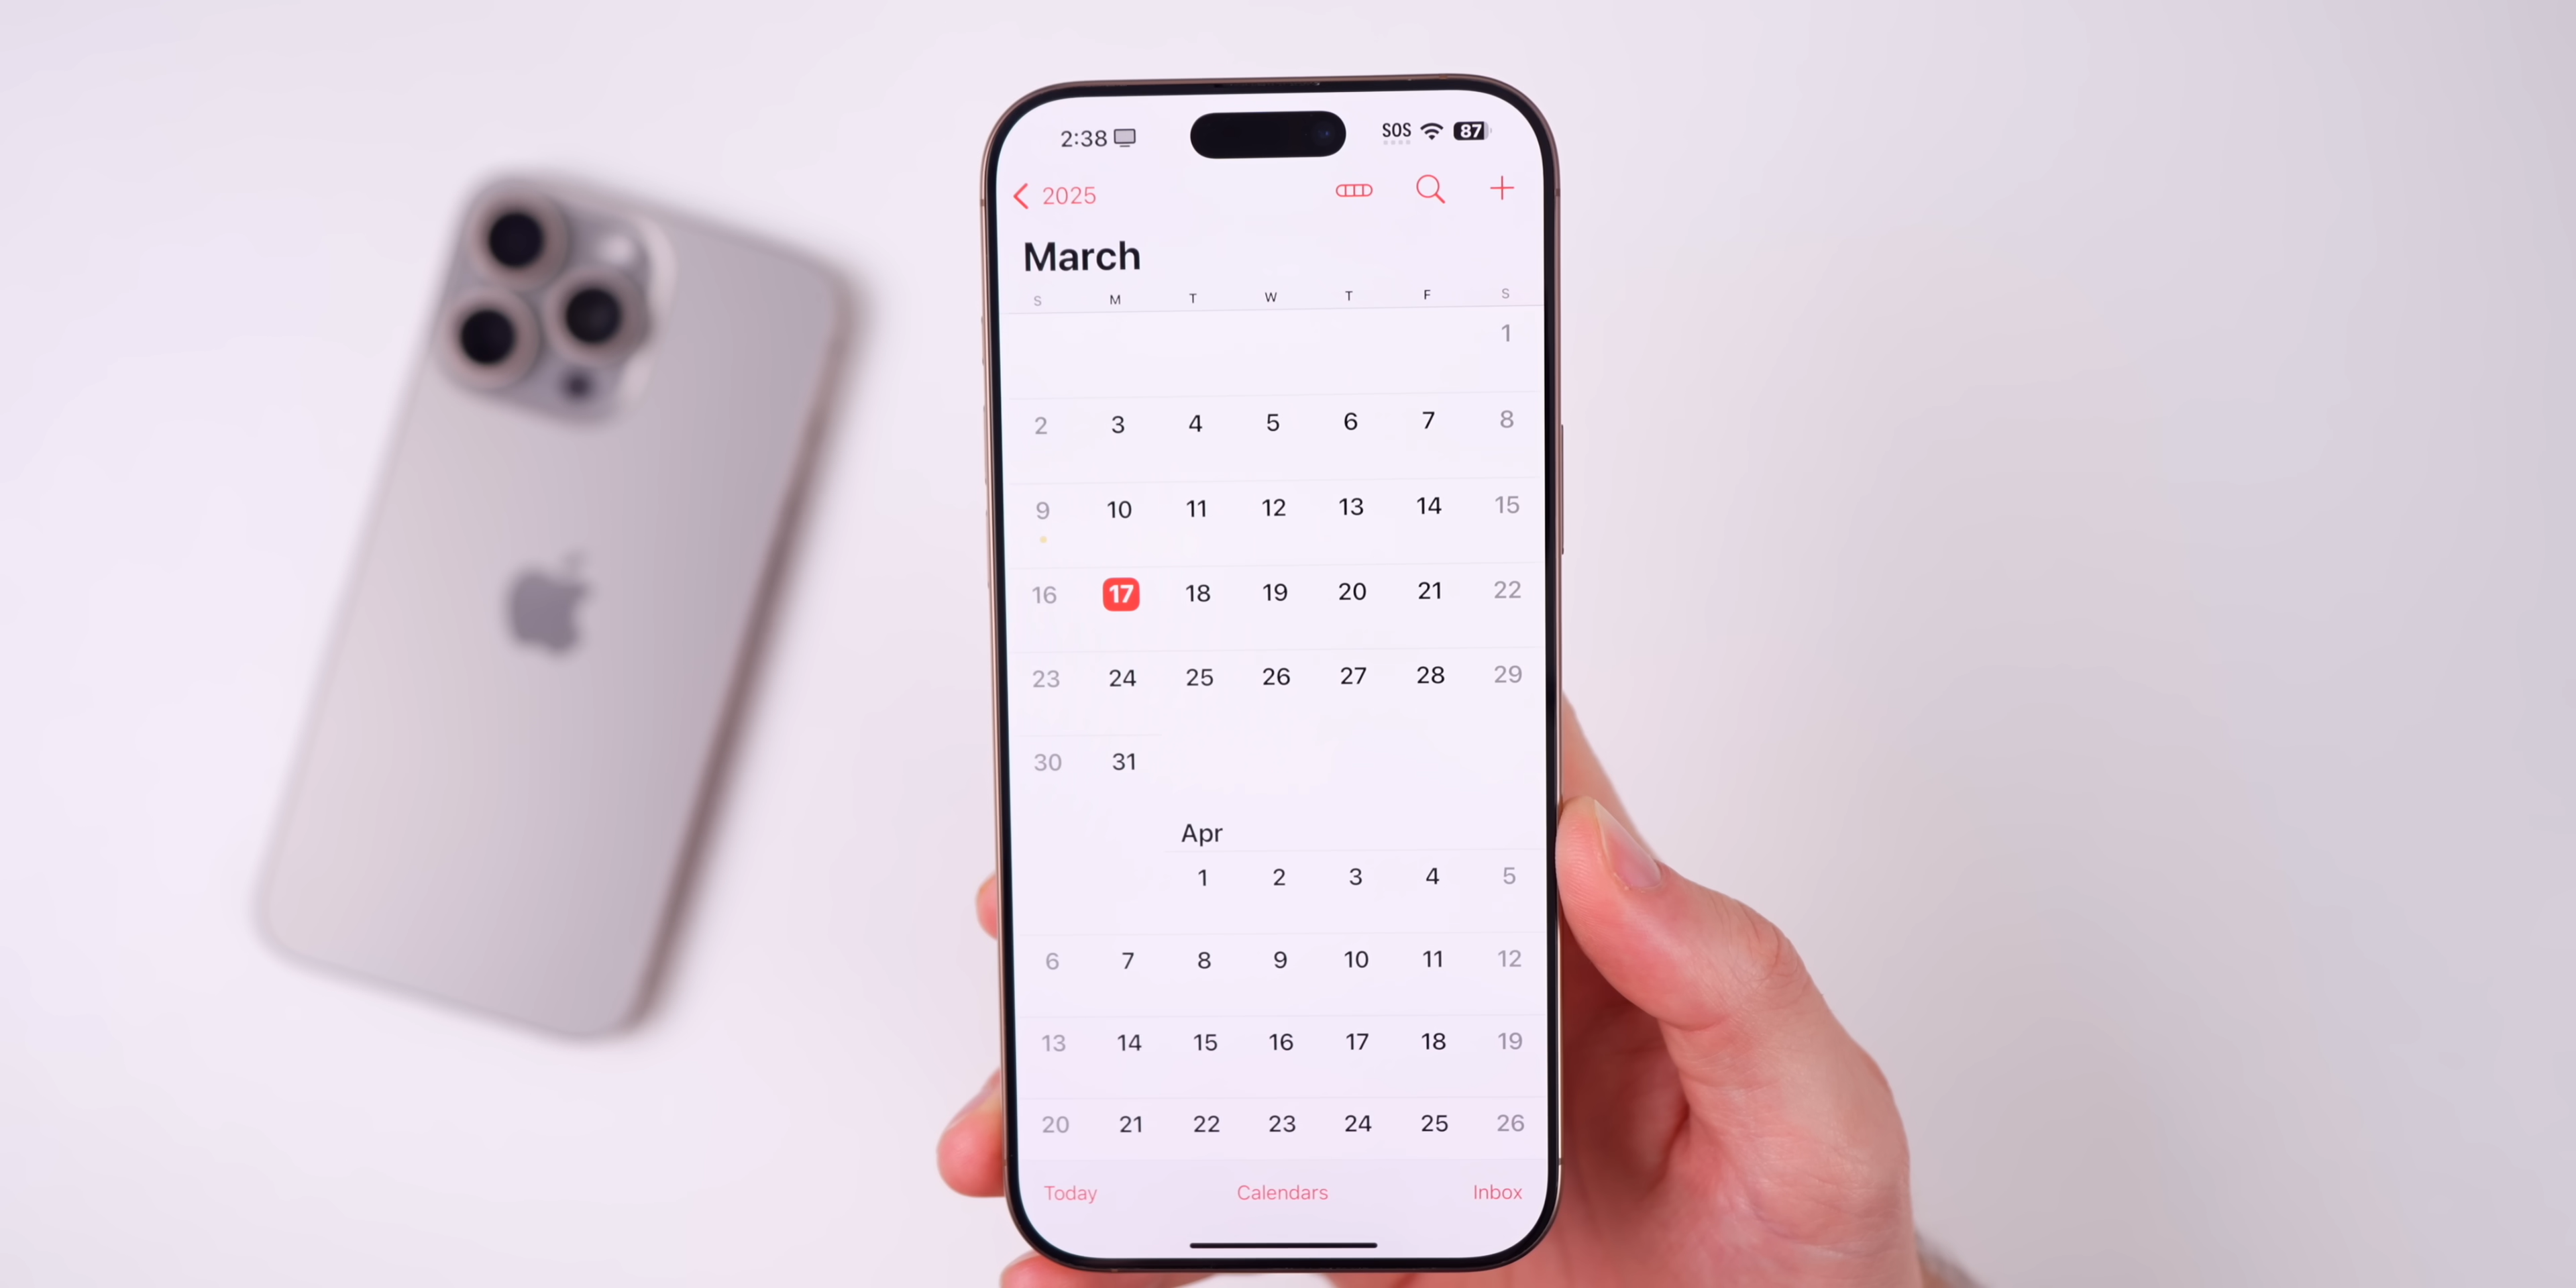 2:38 SOS 87
2025
March
S M T W T F S
1
2 3 4 5 6 7 8
9 10 11 12 13 14 15
16 17 18 19 20 21 22
23 24 25 26 27 28 29
30 31
Apr
1 2 3 4 5
6 7 8 9 10 11 12
13 14 15 16 17 18 19
20 21 22 23 24 25 26
Today Calendars Inbox